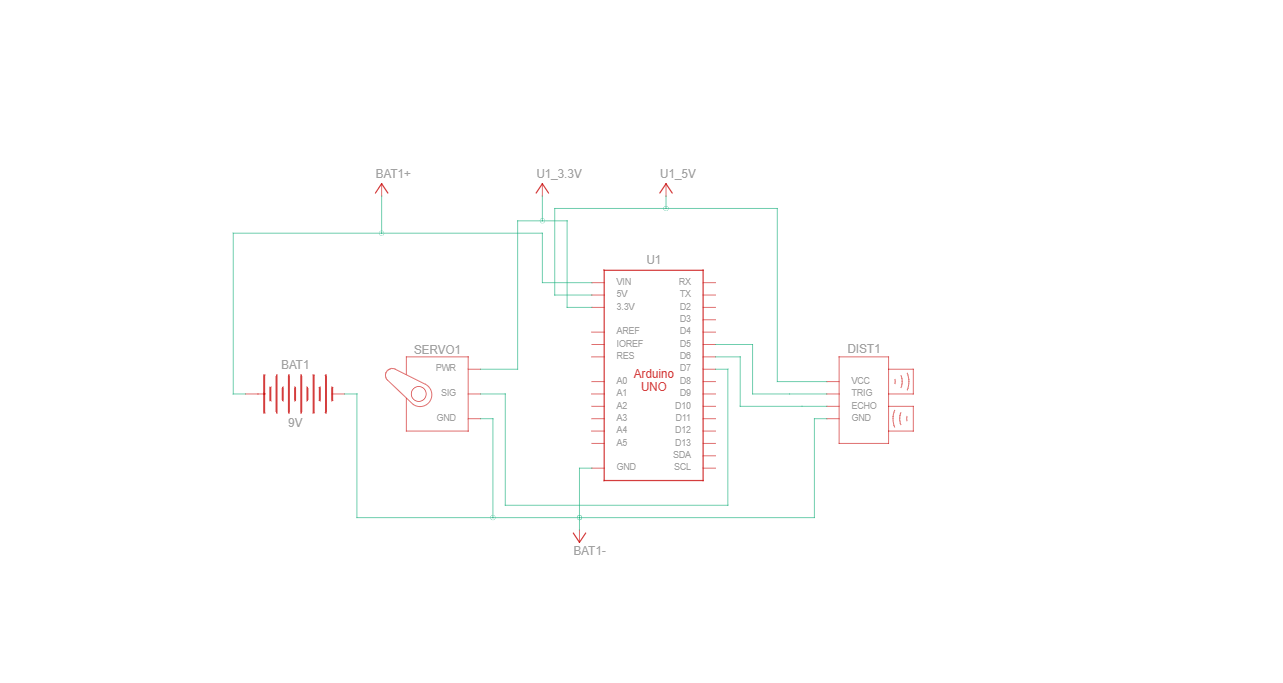 BAT1+
U1_3.3V
U1_5V
U1
VIN
5V
3.3V
AREF
IOREF
RES
A0
A1
A2
A3
A4
A5
GND
Arduino
UNO
RX
TX
D2
D3
D4
D5
D6
D7
D8
D9
D10
D11
D12
D13
SDA
SCL
BAT1
9V
SERVO1
PWR
SIG
GND
DIST1
VCC
TRIG
ECHO
GND
BAT1-